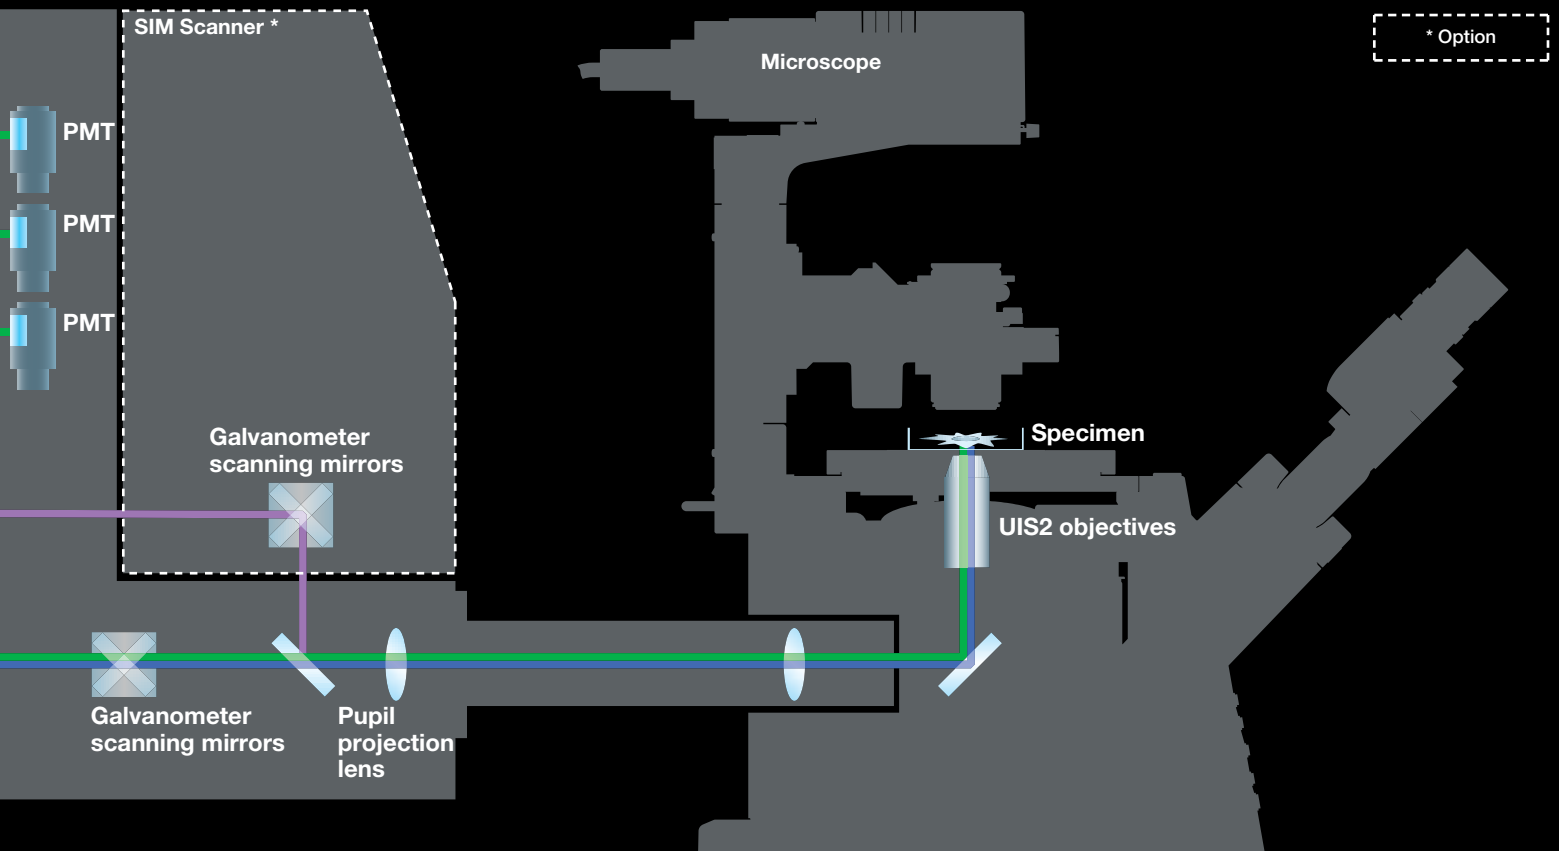 SIM Scanner *
Microscope
* Option
PMT
PMT
PMT
Galvanometer
scanning mirrors
Specimen
UIS2 objectives
Galvanometer
scanning mirrors
Pupil
projection
lens